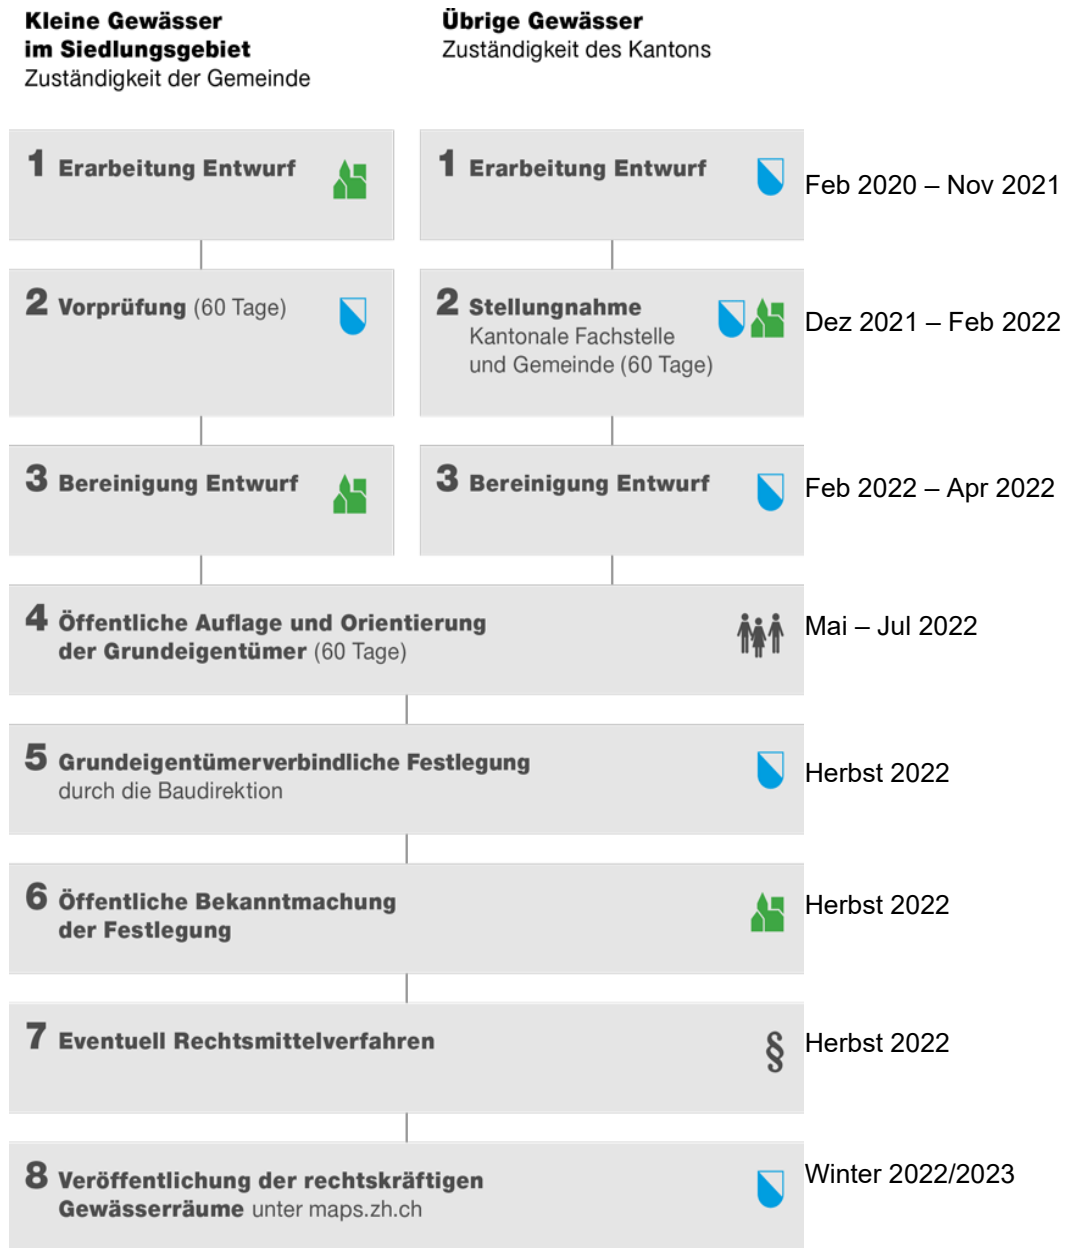 Kleine Gewässer
im Siedlungsgebiet
Zuständigkeit der Gemeinde
Übrige Gewässer
Zuständigkeit des Kantons
1 Erarbeitung Entwurf
1 Erarbeitung Entwurf
Feb 2020 – Nov 2021
2 Vorprüfung (60 Tage)
2 Stellungnahme
Kantonale Fachstelle
und Gemeinde (60 Tage)
Dez 2021 – Feb 2022
3 Bereinigung Entwurf
3 Bereinigung Entwurf
Feb 2022 – Apr 2022
4 Öffentliche Auflage und Orientierung
der Grundeigentümer (60 Tage)
Mai – Jul 2022
5 Grundeigentümerverbindliche Festlegung
durch die Baudirektion
Herbst 2022
6 Öffentliche Bekanntmachung
der Festlegung
Herbst 2022
7 Eventuell Rechtsmittelverfahren
§
Herbst 2022
8 Veröffentlichung der rechtskräftigen
Gewässerräume unter maps.zh.ch
Winter 2022/2023